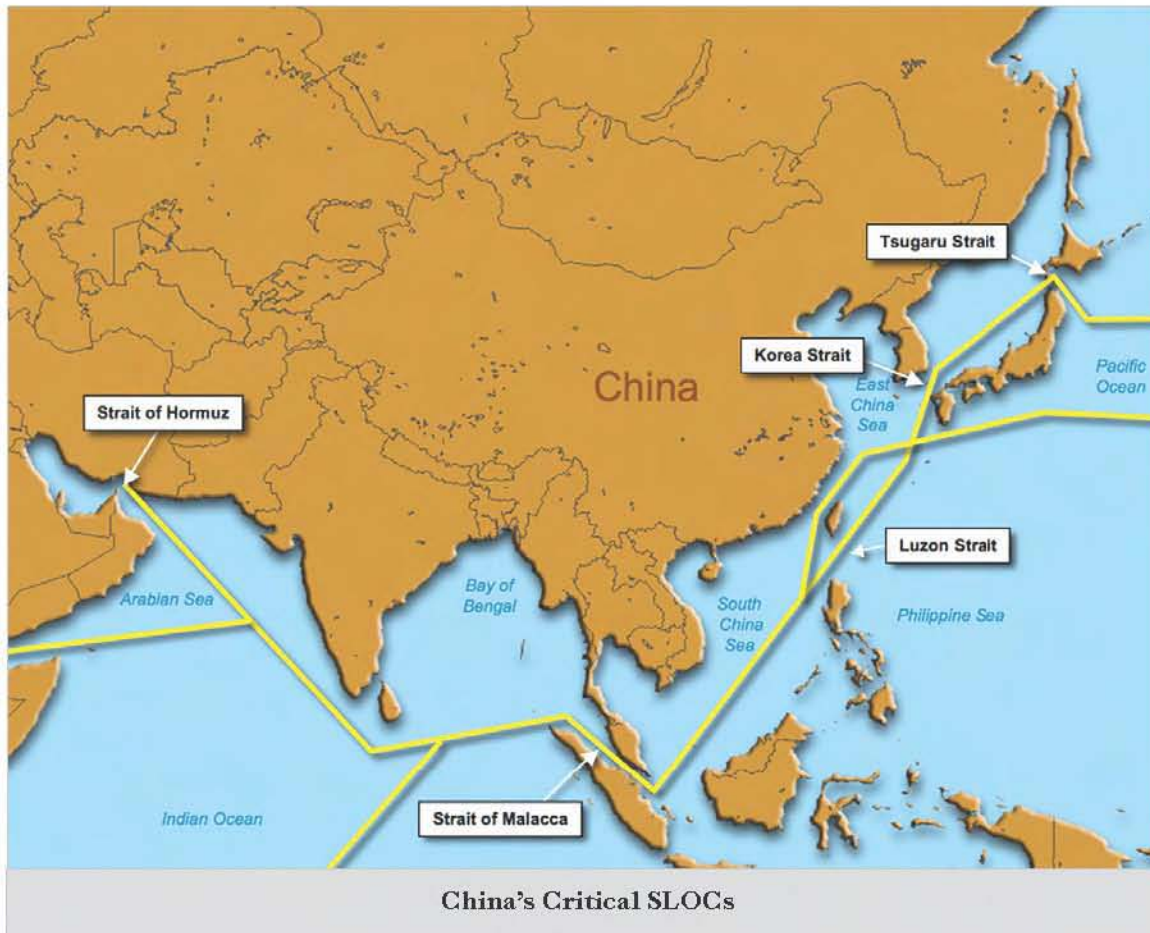 Tsugaru Strait
Korea Strait
Pacific
Ocean
East
China
Sea
China
Strait of Hormuz
Luzon Strait
Bay of
Bengal
Arabian Sea
South
China
Sea
Philippine Sea
Strait of Malacca
Indian Ocean
China's Critical SLOCs